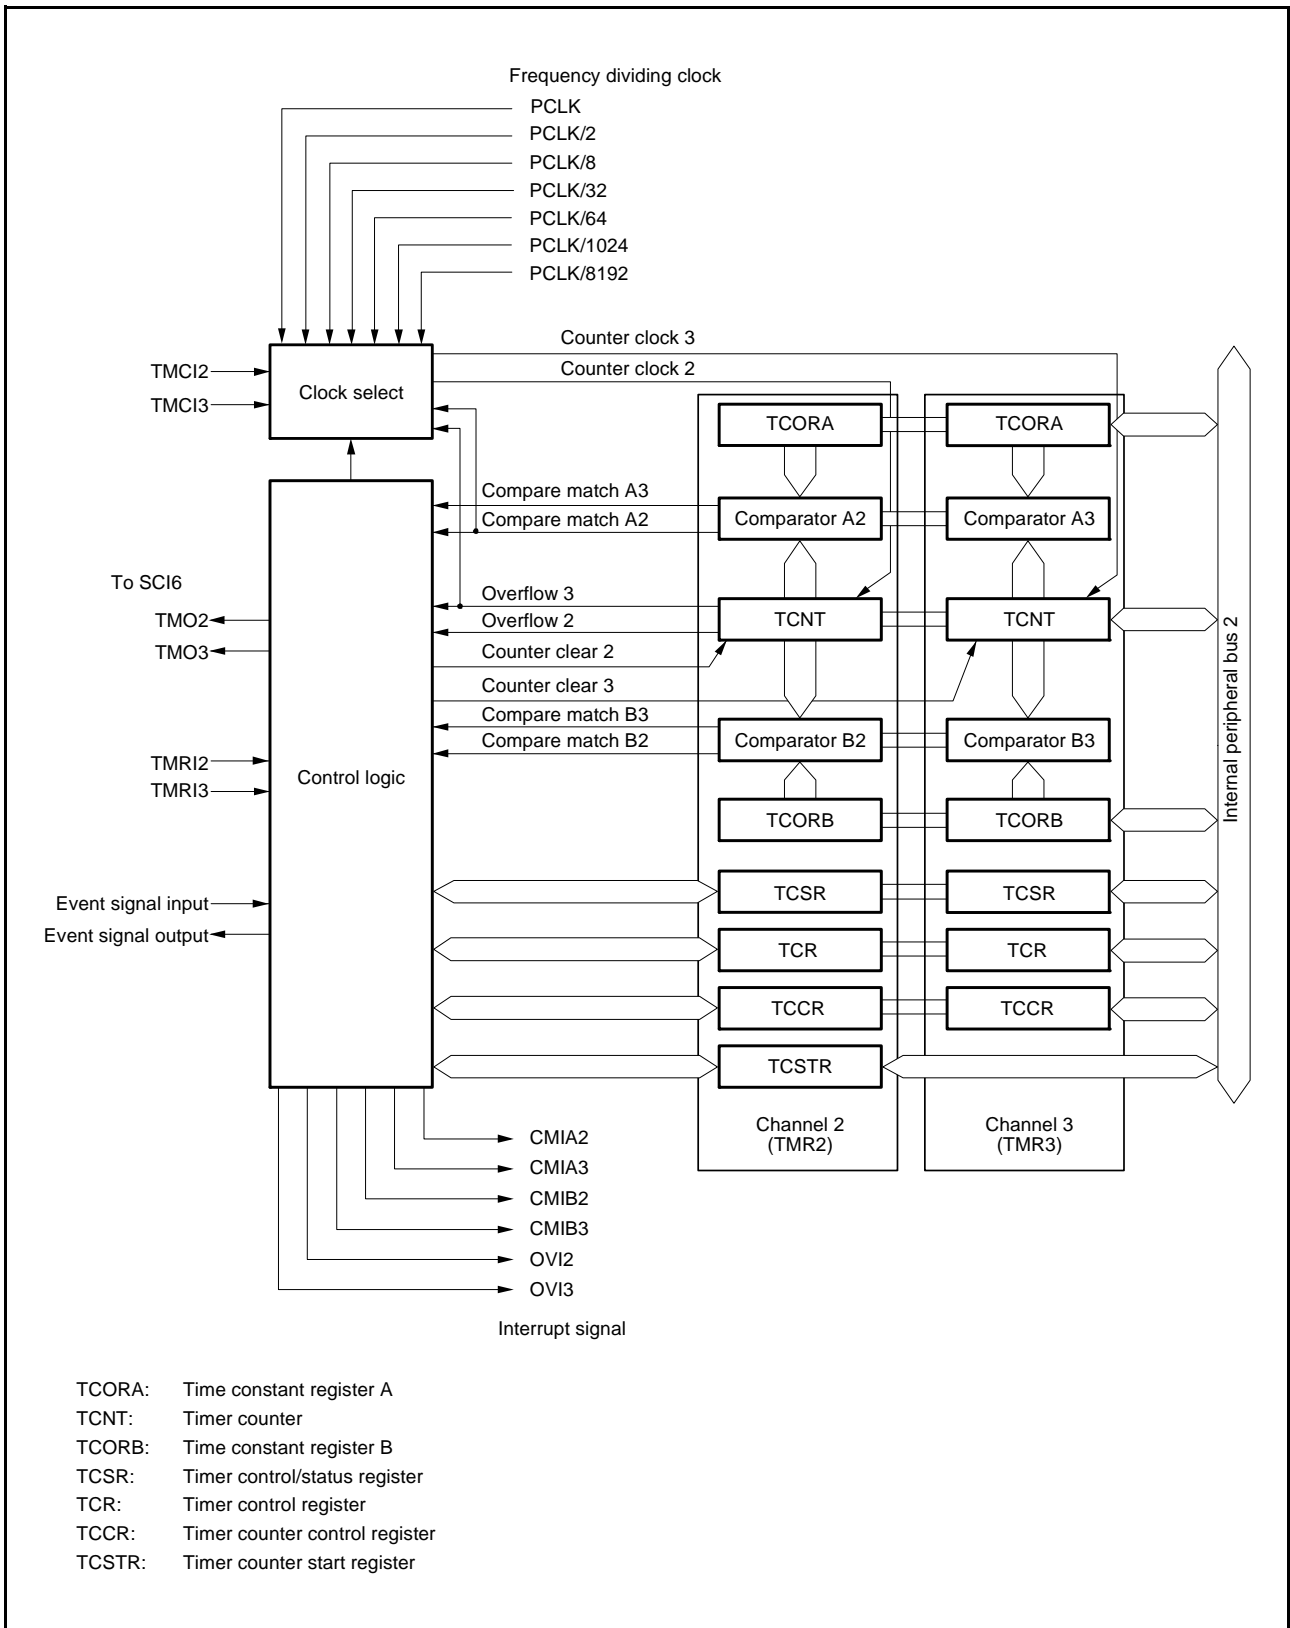 Frequency dividing clock
PCLK
PCLK/2
PCLK/8
PCLK/32
PCLK/64
PCLK/1024
PCLK/8192
Counter clock 3
Counter clock 2
TMCI2
TMCI3
Clock select
TCORA
TCORA
Compare match A3
Compare match A2
Comparator A2
Comparator A3
To SCI6
TMO2
TMO3
Overflow 3
Overflow 2
Counter clear 2
Counter clear 3
TCNT
TCNT
Compare match B3
Compare match B2
Comparator B2
Comparator B3
TMRI2
TMRI3
Control logic
TCORB
TCORB
Internal peripheral bus 2
Event signal input
Event signal output
TCSR
TCSR
TCR
TCR
TCCR
TCCR
TCSTR
Channel 2
(TMR2)
Channel 3
(TMR3)
CMIA2
CMIA3
CMIB2
CMIB3
OVI2
OVI3
Interrupt signal
TCORA: Time constant register A
TCNT: Timer counter
TCORB: Time constant register B
TCSR: Timer control/status register
TCR: Timer control register
TCCR: Timer counter control register
TCSTR: Timer counter start register